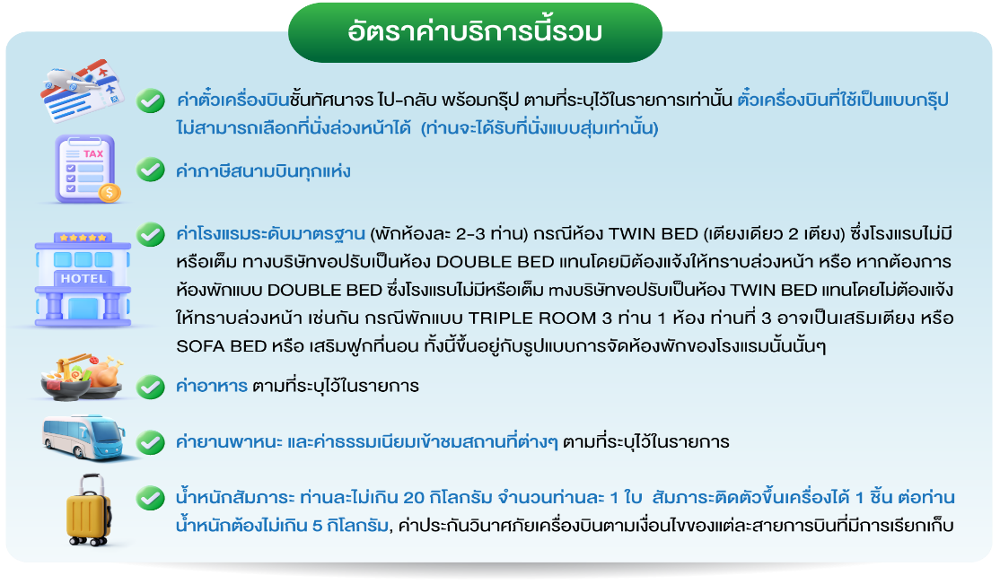 อัตราค่าบริการนี้รวม
ค่าตั๋วเครื่องบินชั้นทัศนาจร ไป-กลับ พร้อมกรุ๊ป ตามที่ระบุไว้ในรายการเท่านั้น ตั๋วเครื่องบินที่ใช้เป็นแบบกรุ๊ป
ไม่สามารถเลือกที่นั่งล่วงหน้าได้ (ท่านจะได้รับที่นั่งแบบสุ่มเท่านั้น)
TAX
ค่าภาษีสนามบินทุกแห่ง
ค่าโรงแรมระดับมาตรฐาน (พักห้องละ 2-3 ท่าน) กรณีห้อง TWIN BED (เตียงเดียว 2 เตียง) ซึ่งโรงแรบไม่มี
หรือเต็ม ทางบริษัทขอปรับเป็นห้อง DOUBLE BED แทนโดยมิต้องแจ้งให้ทราบล่วงหน้า หรือ หากต้องการ
HOTEL
ห้องพักแบบ DOUBLE BED ซึ่งโรงแรบไม่มีหรือเต็ม ทงบริษัทขอปรับเป็นห้อง TWIN BED แทนโดยไม่ต้องแจ้ง
ให้ทราบล่วงหน้า เช่นกัน กรณีพักแบบ TRIPLE ROOM 3 ท่าน 1 ห้อง ท่านที่ 3 อาจเป็นเสริมเตียง หรือ
SOFA BED หรือ เสริมฟูกที่นอน ทั้งนี้ขึ้นอยู่กับรูปแบบการจัดห้องพักของโรงแรมนั้นนั้นๆ
ค่าอาหาร ตามที่ระบุไว้ในรายการ
ค่ายานพาหนะ และค่าธรรมเนียมเข้าชมสถานที่ต่างๆ ตามที่ระบุไว้ในรายการ
น้ำหนักสัมภาระ ท่านละไม่เกิน 20 กิโลกรัม จำนวนท่านละ 1 ใบ สัมภาระติดตัวขึ้นเครื่องได้ 1 ชิ้น ต่อท่าน
น้ำหนักต้องไม่เกิน 5 กิโลกรัม, ค่าประกันวินาศภัยเครื่องบินตามเงื่อนไขของแต่ละสายการบินที่มีการเรียกเก็บ